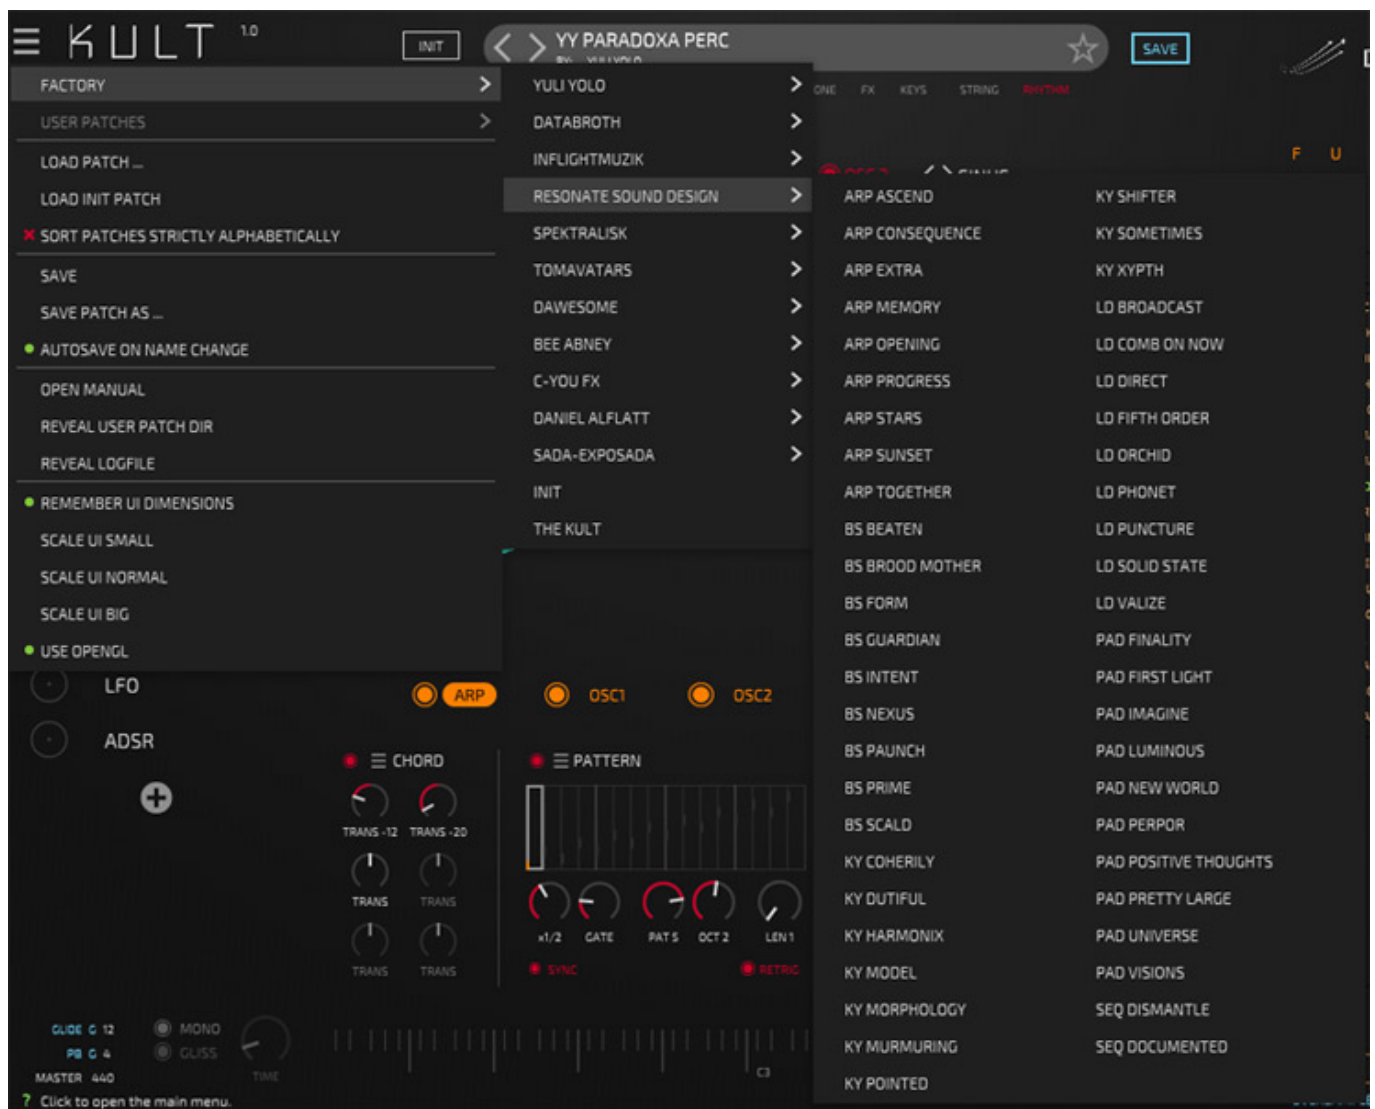 KULT 1.0
INIT
YY PARADOXA PERC
SAVE
FACTORY
USER PATCHES
LOAD PATCH ...
LOAD INIT PATCH
SORT PATCHES STRICTLY ALPHABETICALLY
SAVE
SAVE PATCH AS ...
AUTOSAVE ON NAME CHANGE
OPEN MANUAL
REVEAL USER PATCH DIR
REVEAL LOGFILE
REMEMBER UI DIMENSIONS
SCALE UI SMALL
SCALE UI NORMAL
SCALE UI BIG
USE OPENGL
YULI YOLO
DATABROTH
INFLIGHTMUZIK
RESONATE SOUND DESIGN
SPEKTRALISK
TOMAVATARS
DAWESOME
BEE ABNEY
C-YOU FX
DANIEL ALFLATT
SADA-EXPOSADA
INIT
THE KULT
FX KEYS STRING RHYTHM
F U
ARP ASCEND
ARP CONSEQUENCE
ARP EXTRA
ARP MEMORY
ARP OPENING
ARP PROGRESS
ARP STARS
ARP SUNSET
ARP TOGETHER
BS BEATEN
BS BROOD MOTHER
BS FORM
BS GUARDIAN
BS INTENT
BS NEXUS
BS PAUNCH
BS PRIME
BS SCALD
KY COHERILY
KY DUTIFUL
KY HARMONIX
KY MODEL
KY MORPHOLOGY
KY MURMURING
KY POINTED
KY SHIFTER
KY SOMETIMES
KY XYPTH
LD BROADCAST
LD COMB ON NOW
LD DIRECT
LD FIFTH ORDER
LD ORCHID
LD PHONET
LD PUNCTURE
LD SOLID STATE
LD VALIZE
PAD FINALITY
PAD FIRST LIGHT
PAD IMAGINE
PAD LUMINOUS
PAD NEW WORLD
PAD PERPOR
PAD POSITIVE THOUGHTS
PAD PRETTY LARGE
PAD UNIVERSE
PAD VISIONS
SEQ DISMANTLE
SEQ DOCUMENTED
LFO
ADSR
ARP OSC1 OSC2
CHORD
TRANS -12 TRANS -20
TRANS TRANS
TRANS TRANS
PATTERN
x1/2 GATE PAT 5 OCT 2 LEN 1
SYNC RETRIG
GLIDE G 12
PB G 4
MASTER 440
MONO
GLISS
TIME
C3
? Click to open the main menu.